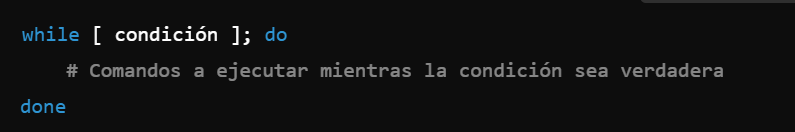 while [ condición ]; do
    # Comandos a ejecutar mientras la condición sea verdadera
done